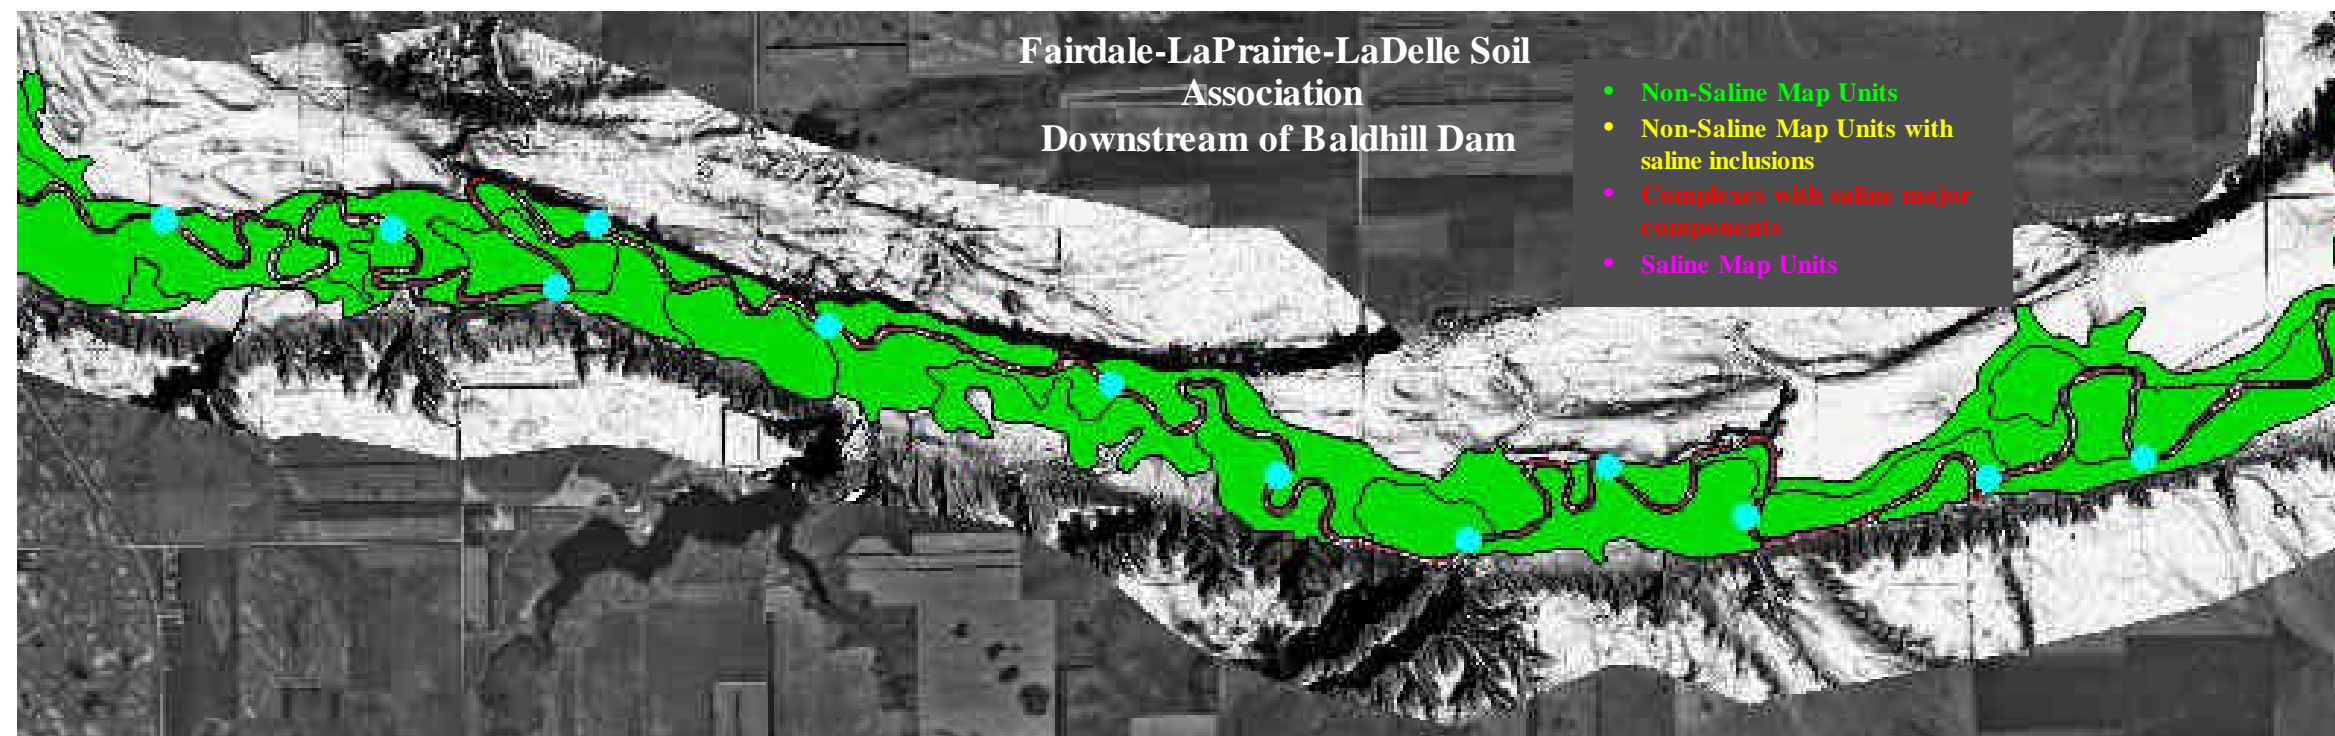 Fairdale-LaPrairie-LaDelle Soil
Association
Downstream of Baldhill Dam
• Non-Saline Map Units
• Non-Saline Map Units with
saline inclusions
• Complexes with saline major
components
• Saline Map Units